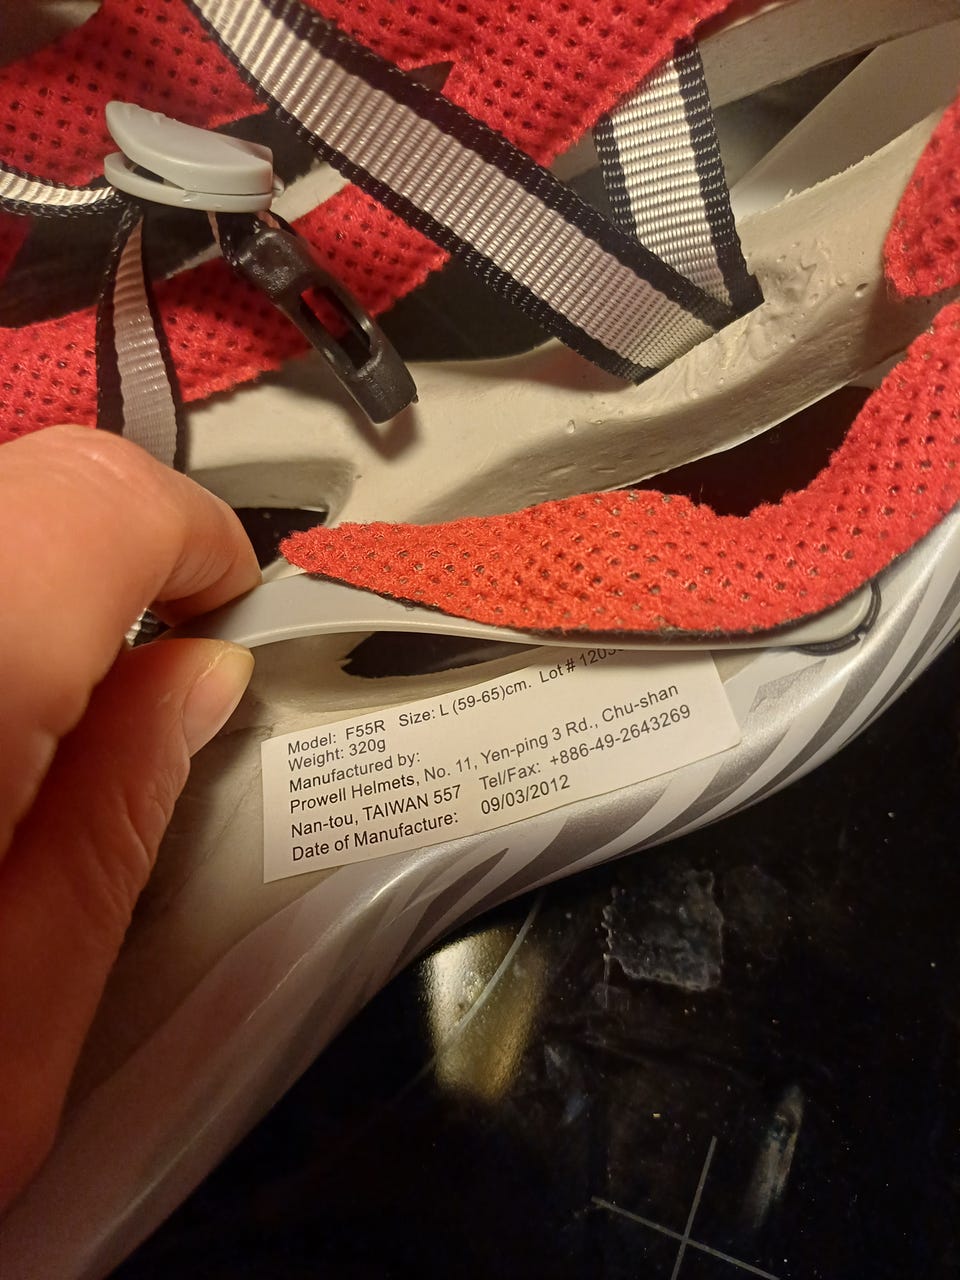 Model: F55R Size: L (59-65)cm. Lot #
Weight: 320g
Manufactured by:
Prowell Helmets, No. 11, Yen-ping 3 Rd., Chu-shan
Nan-tou, TAIWAN 557 Tel/Fax: +886-49-2643269
Date of Manufacture: 09/03/2012